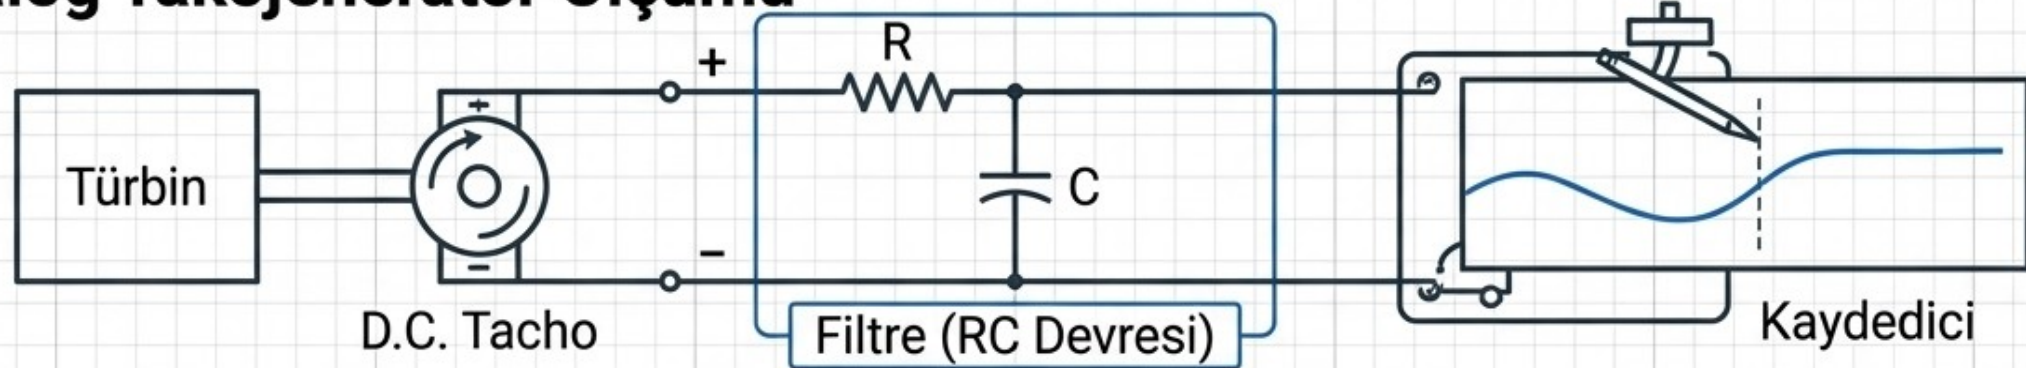 Türbin
+
−
D.C. Tacho
+
−
R
C
Filtre (RC Devresi)
Kaydedici